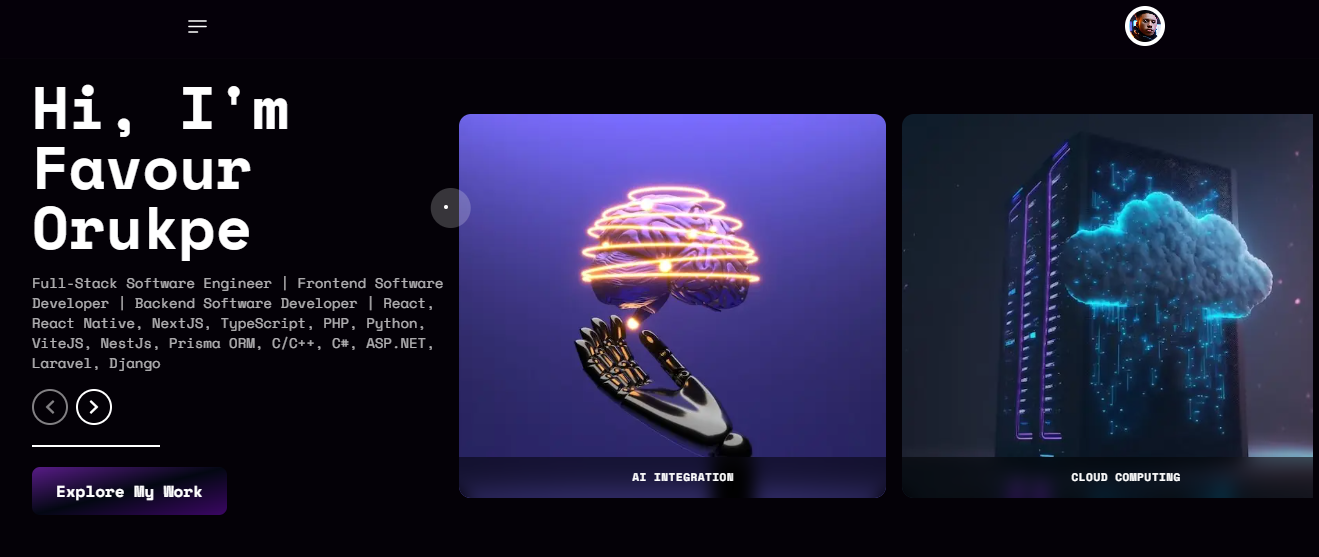 Hi, I'm
Favour
Orukpe
Full-Stack Software Engineer | Frontend Software
Developer | Backend Software Developer | React,
React Native, NextJS, TypeScript, PHP, Python,
ViteJS, NestJs, Prisma ORM, C/C++, C#, ASP.NET,
Laravel, Django
Explore My Work
AI INTEGRATION
CLOUD COMPUTING